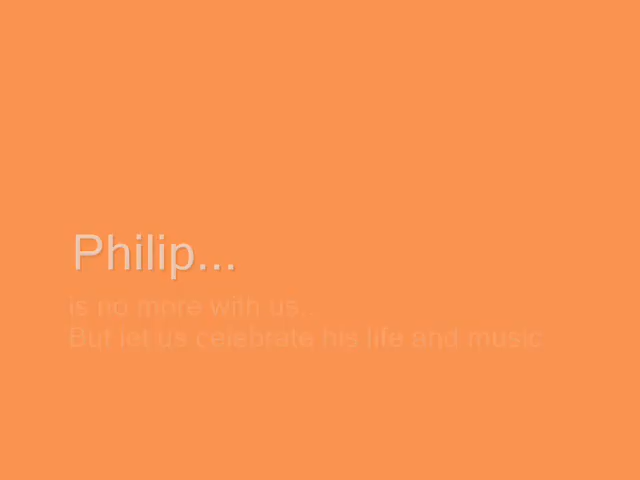 Philip...
is no more with us..
But let us celebrate his life and music